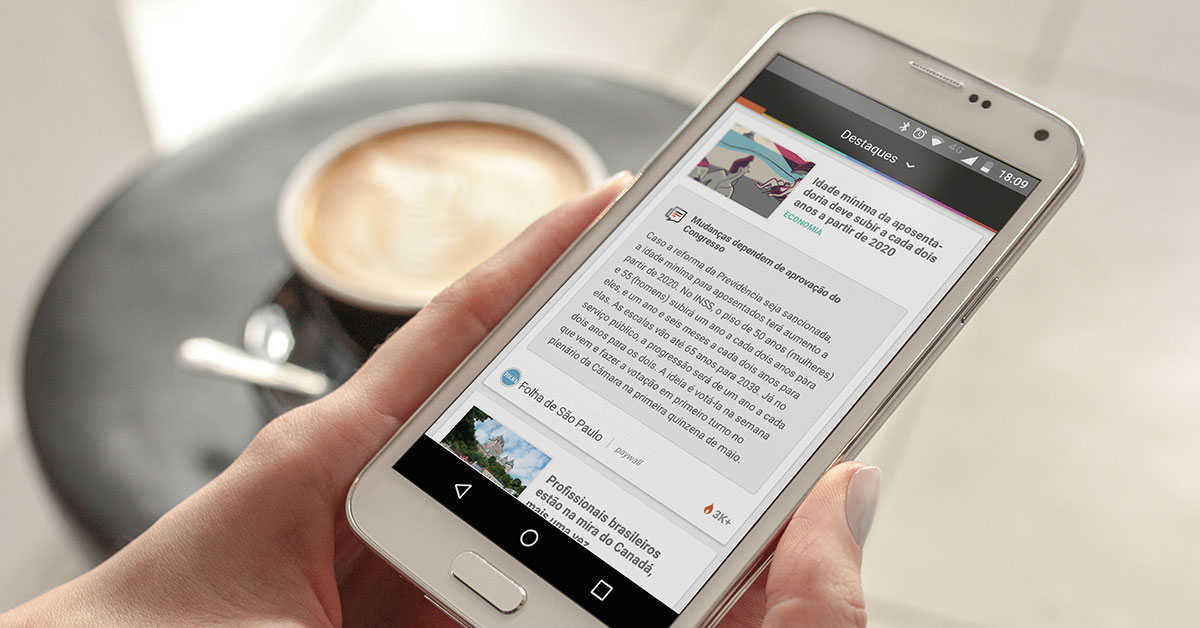 4G
18:09
Destaques
Idade mínima da aposenta-
doria deve subir a cada dois
anos a partir de 2020
ECONOMIA
Mudanças dependem de aprovação do
Congresso
Caso a reforma da Previdência seja sancionada,
a idade mínima para aposentados terá aumento a
partir de 2020. No INSS, o piso de 50 anos (mulheres)
e 55 (homens) subirá um ano a cada dois anos para
eles, e um ano e seis meses a cada dois anos para
elas. As escalas vão até 65 anos para 2038. Já no
serviço público, a progressão será de um ano a cada
dois anos para os dois. A ideia é votá-la na semana
que vem e fazer a votação em primeiro turno no
plenário da Câmara na primeira quinzena de maio.
Folha de São Paulo
paywall
3K+
Profissionais brasileiros
estão na mira do Canadá,
mais uma vez